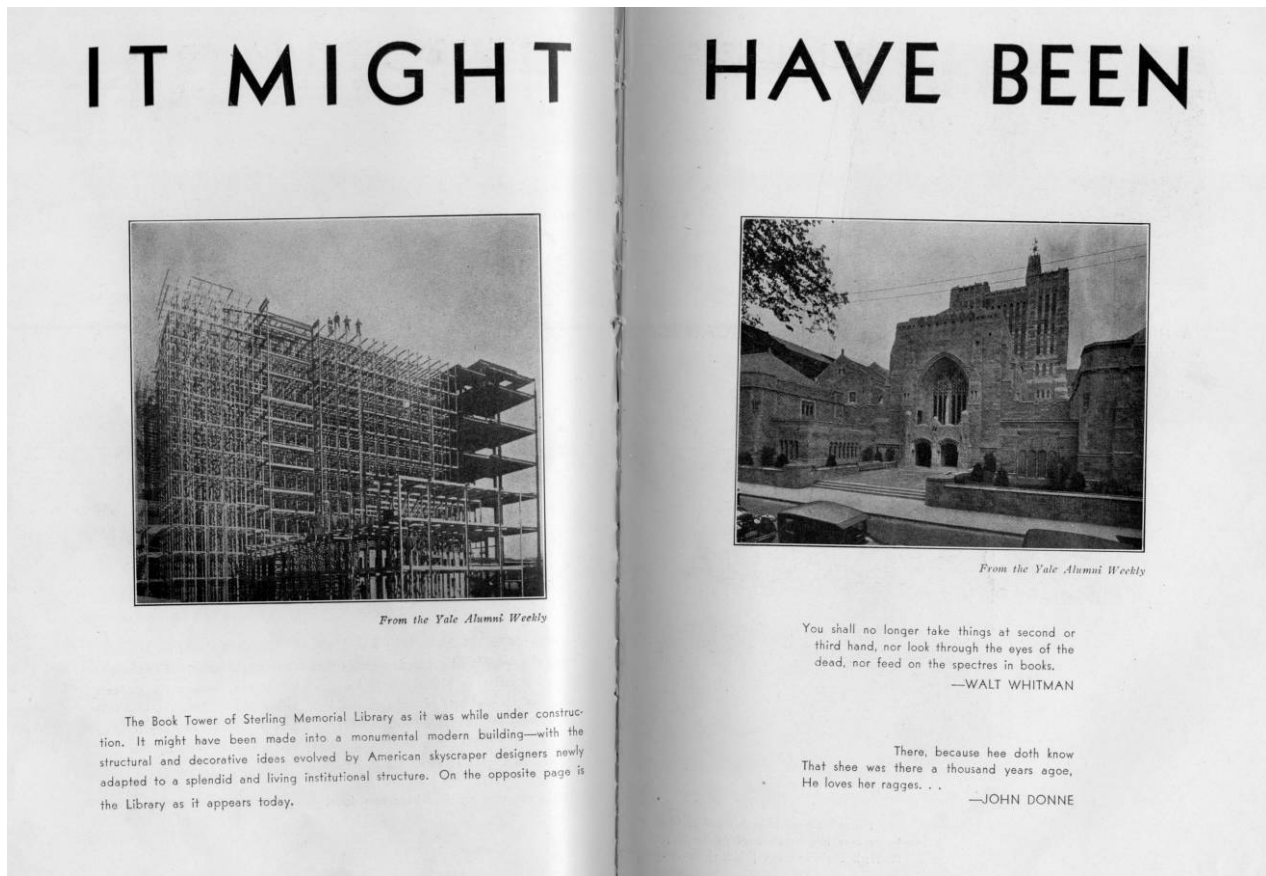 IT MIGHT HAVE BEEN
From the Yale Alumni Weekly
The Book Tower of Sterling Memorial Library as it was while under construc-
tion. It might have been made into a monumental modern building—with the
structural and decorative ideas evolved by American skyscraper designers newly
adapted to a splendid and living institutional structure. On the opposite page is
the Library as it appears today.
From the Yale Alumni Weekly
You shall no longer take things at second or
third hand, nor look through the eyes of the
dead, nor feed on the spectres in books.
—WALT WHITMAN
There, because hee doth know
That shee was there a thousand years agoe,
He loves her ragges. . .
—JOHN DONNE